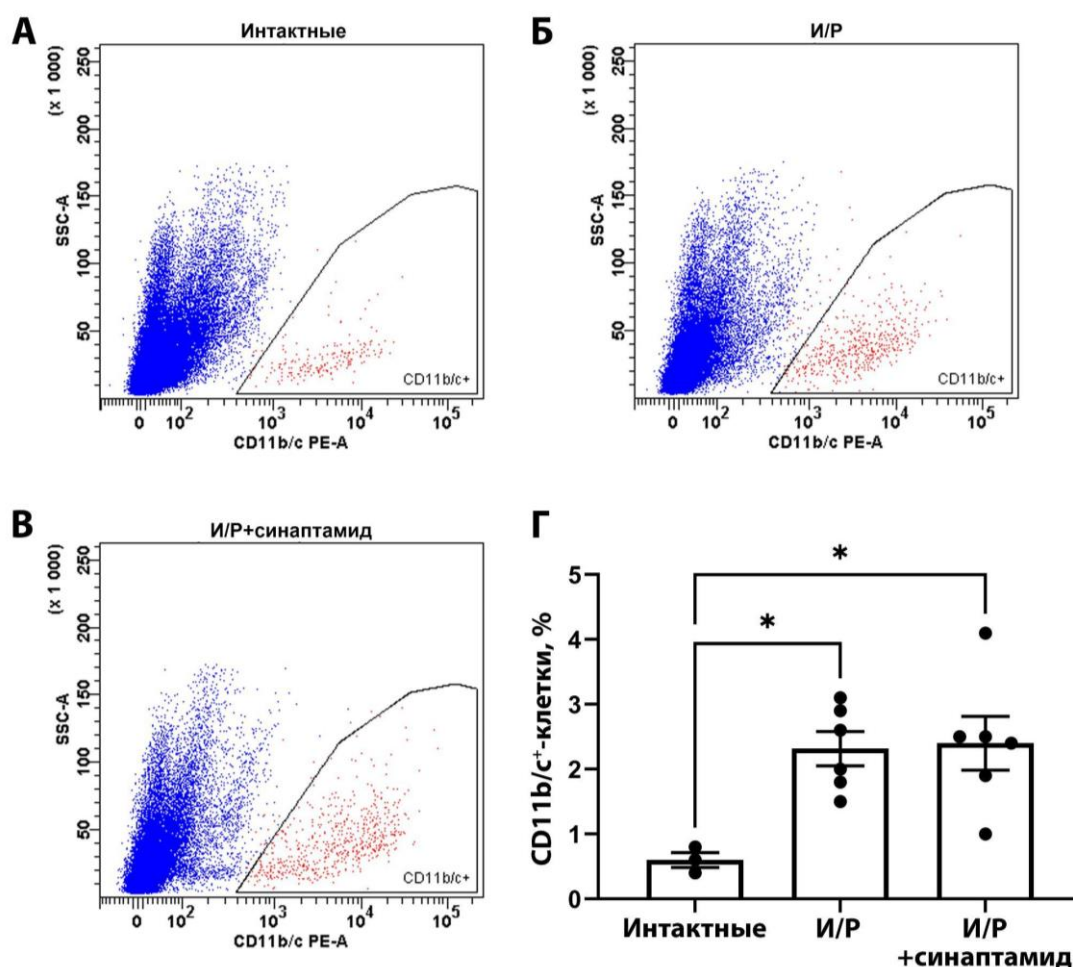 А
Интактные
(x 1 000)
SSC-A
250
200
150
100
50
0
10²
10³
10⁴
10⁵
CD11b/c PE-A
CD11b/c+
Б
И/Р
(x 1 000)
SSC-A
250
200
150
100
50
0
10²
10³
10⁴
10⁵
CD11b/c PE-A
CD11b/c+
В
И/Р+синаптамид
(x 1 000)
SSC-A
250
200
150
100
50
0
10²
10³
10⁴
10⁵
CD11b/c PE-A
CD11b/c+
Г
CD11b/c⁺-клетки, %
5
4
3
2
1
0
*
*
Интактные
И/Р
И/Р
+синаптамид